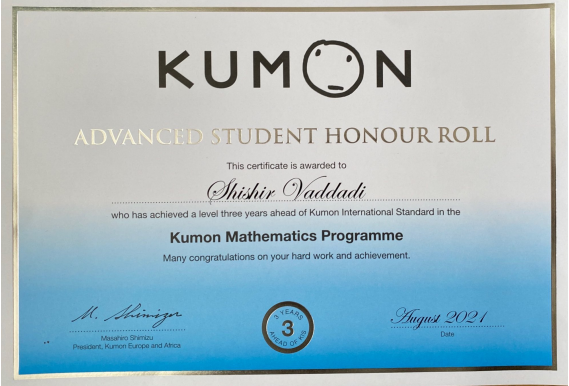 KUMON
ADVANCED STUDENT HONOUR ROLL
This certificate is awarded to
Shishir Vaddadi
who has achieved a level three years ahead of Kumon International Standard in the
Kumon Mathematics Programme
Many congratulations on your hard work and achievement.
M. Shimizu
Masahiro Shimizu
President, Kumon Europe and Africa
3 YEARS
3
AHEAD OF KIS
August 2021
Date